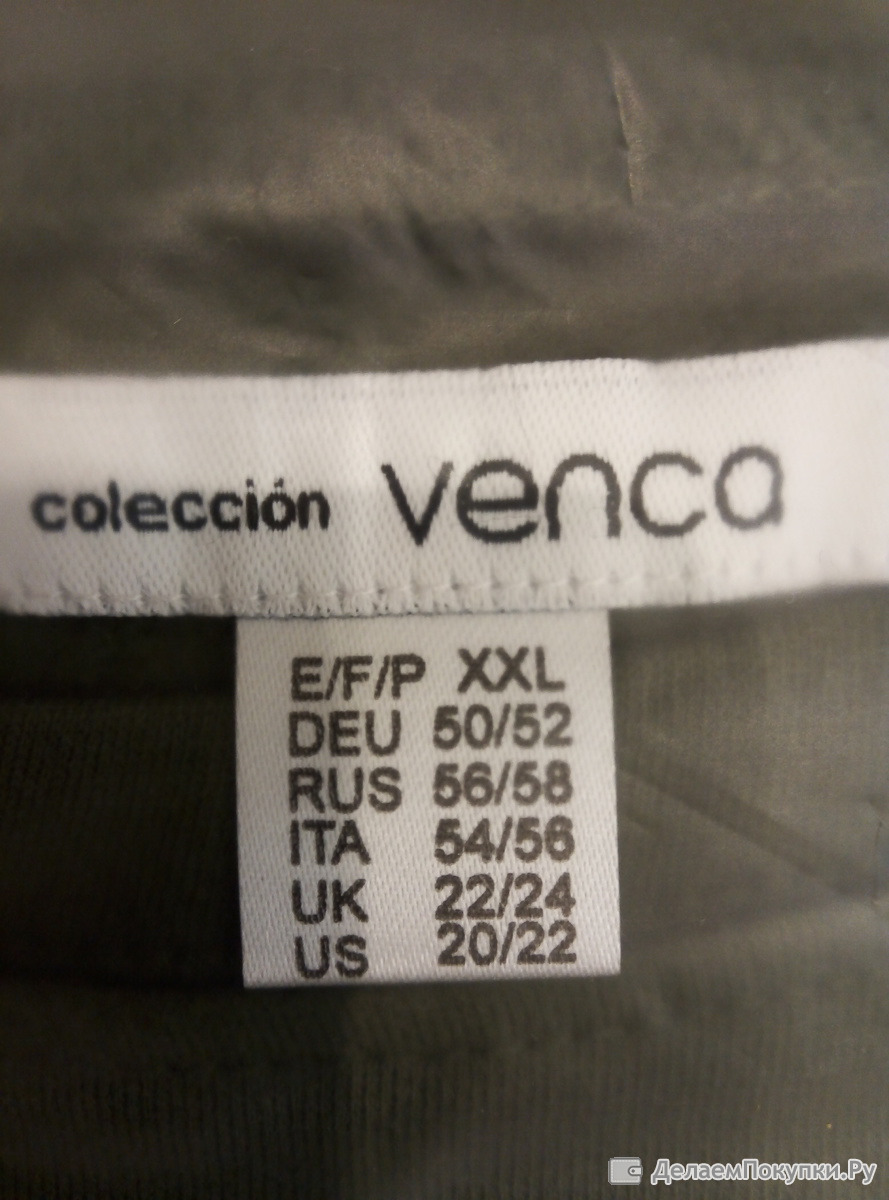 colección venca
E/F/P XXL
DEU 50/52
RUS 56/58
ITA 54/56
UK 22/24
US 20/22
ДелаемПокупки.Ру